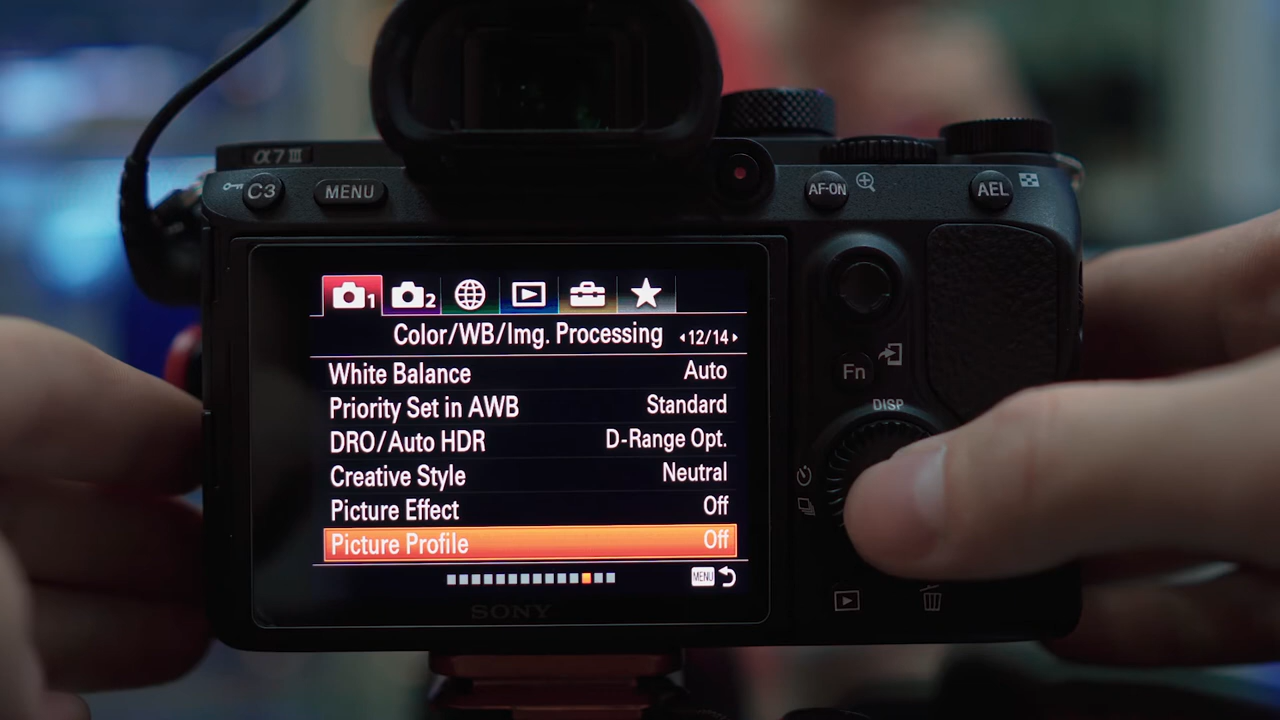 α7III
C3
MENU
AF-ON
AEL
1
2
Color/WB/Img. Processing 12/14
White Balance Auto
Priority Set in AWB Standard
DRO/Auto HDR D-Range Opt.
Creative Style Neutral
Picture Effect Off
Picture Profile Off
MENU
Fn
DISP
SONY